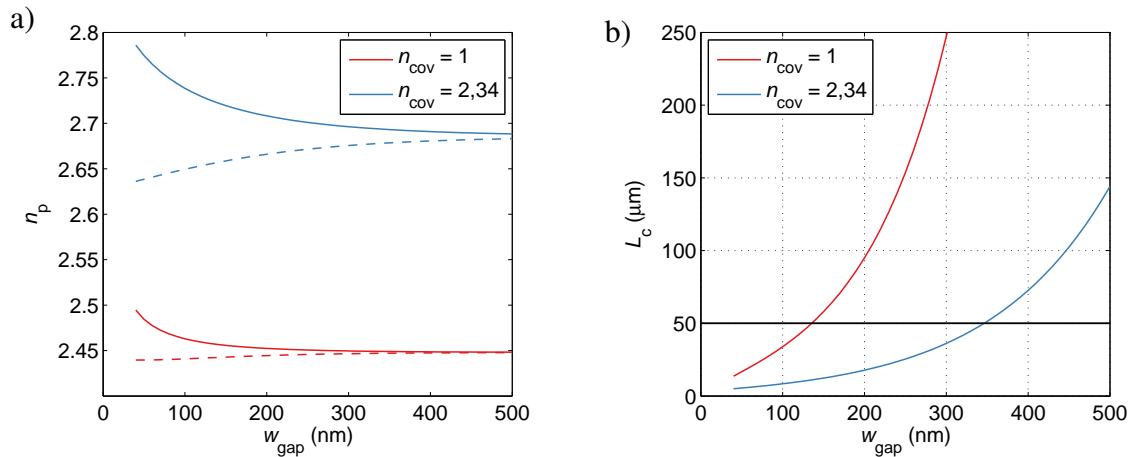 a)
2.8
2.75
2.7
2.65
2.6
2.55
2.5
2.45
n_p
0 100 200 300 400 500
w_gap (nm)
n_cov = 1
n_cov = 2,34
b)
250
200
150
100
50
0
L_c (μm)
0 100 200 300 400 500
w_gap (nm)
n_cov = 1
n_cov = 2,34